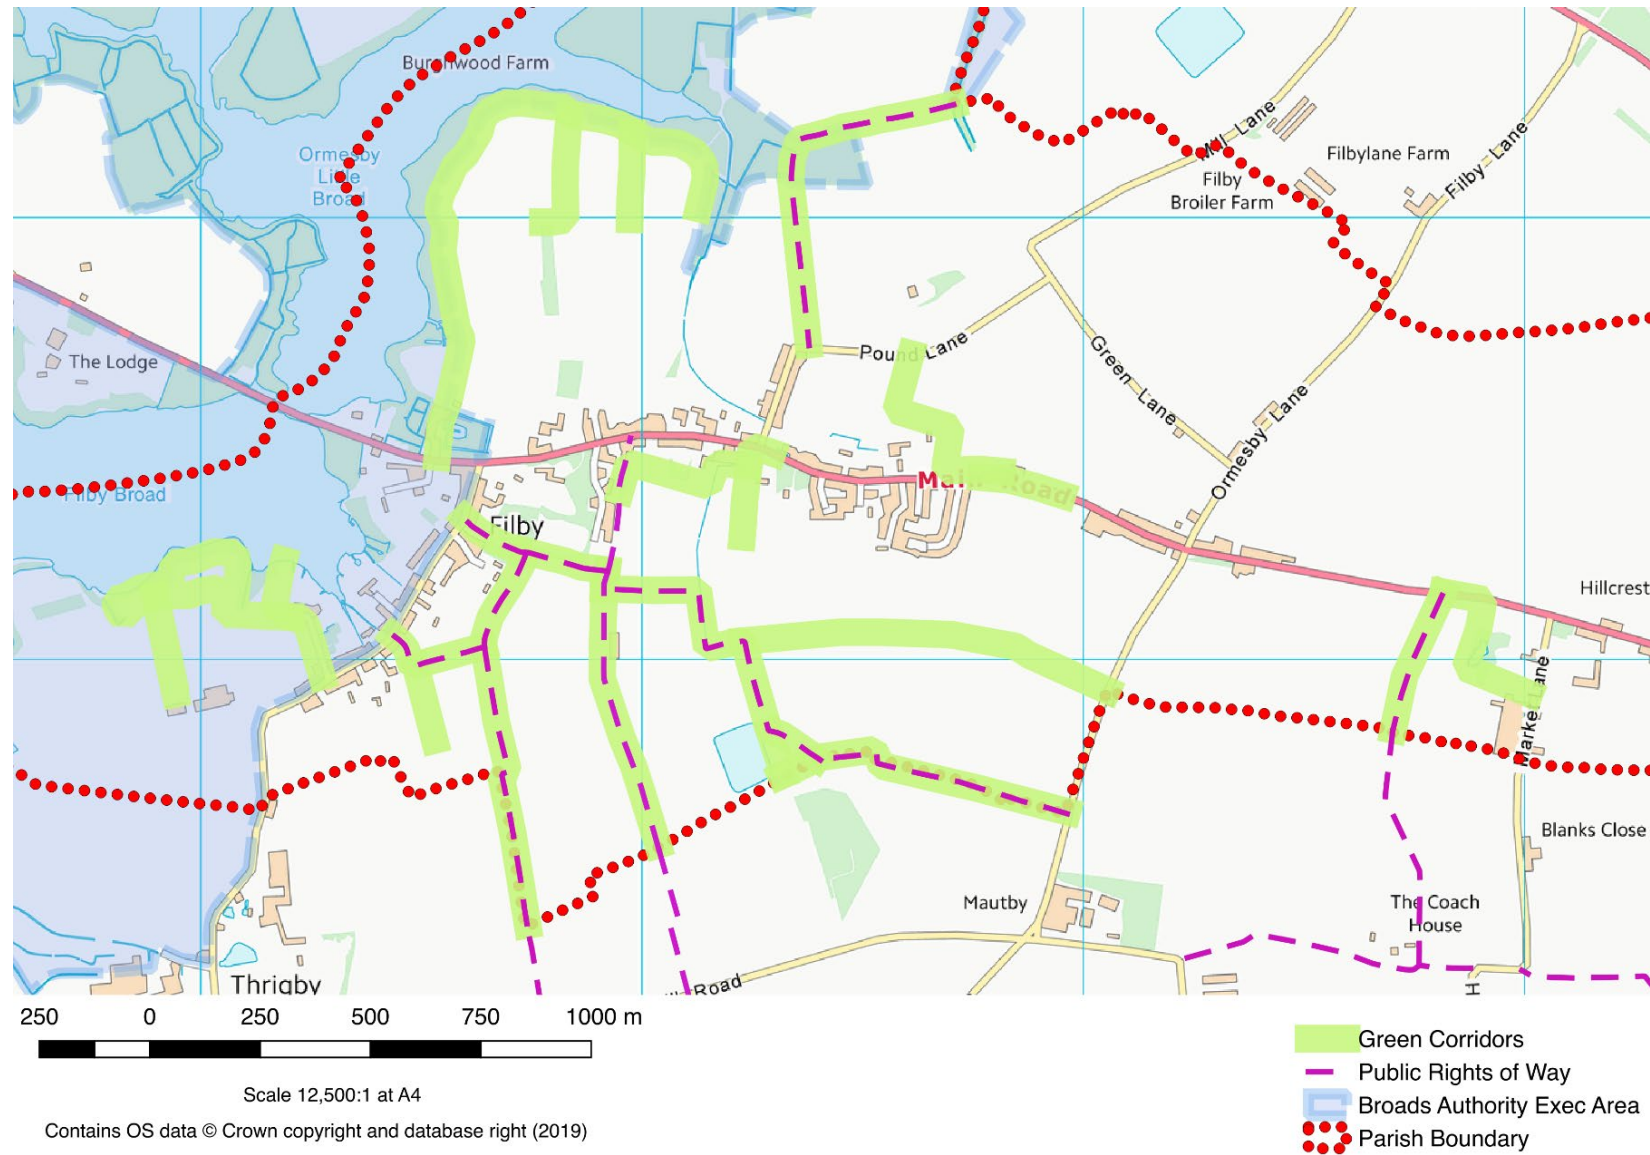 Burghwood Farm
Ormesby
Little
Broad
Mill Lane
Filbylane Farm
Filby
Broiler Farm
Filby Lane
The Lodge
Pound Lane
Green Lane
Ormesby Lane
Filby Broad
Main Road
Filby
Hillcrest
Market Lane
Blanks Close
Mautby
The Coach
House
Thrigby
Road
H
250 0 250 500 750 1000 m
Scale 12,500:1 at A4
Contains OS data © Crown copyright and database right (2019)
Green Corridors
Public Rights of Way
Broads Authority Exec Area
Parish Boundary